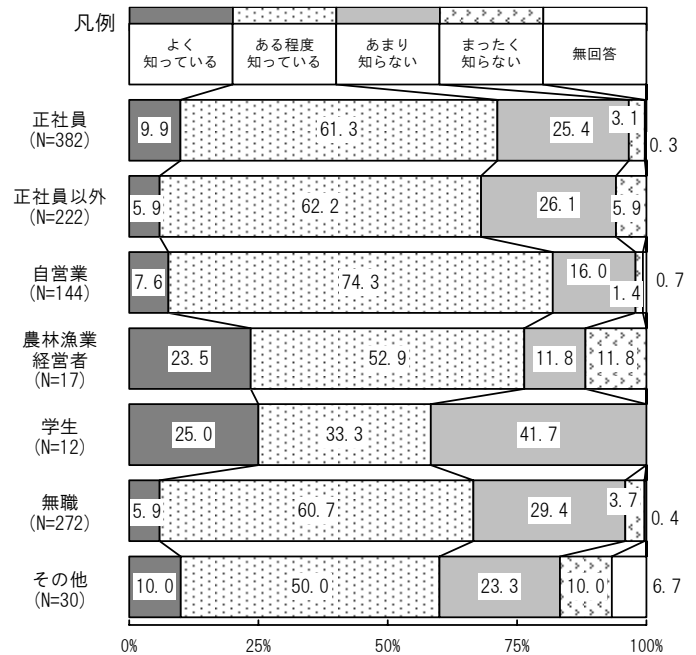 凡例
よく
知っている
ある程度
知っている
あまり
知らない
まったく
知らない
無回答
正社員
(N=382)
9.9
61.3
25.4
3.1
0.3
正社員以外
(N=222)
5.9
62.2
26.1
5.9
自営業
(N=144)
7.6
74.3
16.0
1.4
0.7
農林漁業
経営者
(N=17)
23.5
52.9
11.8
11.8
学生
(N=12)
25.0
33.3
41.7
無職
(N=272)
5.9
60.7
29.4
3.7
0.4
その他
(N=30)
10.0
50.0
23.3
10.0
6.7
0%
25%
50%
75%
100%